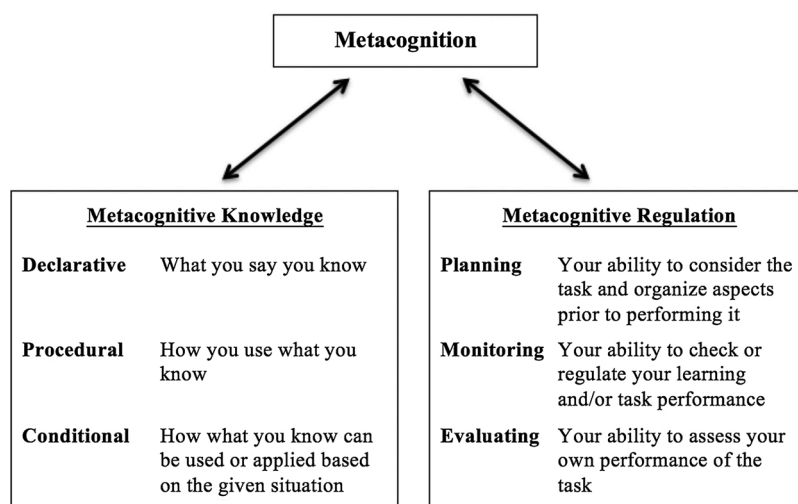 Metacognition
Metacognitive Knowledge
Declarative What you say you know
Procedural How you use what you
know
Conditional How what you know can
be used or applied based
on the given situation
Metacognitive Regulation
Planning Your ability to consider the
task and organize aspects
prior to performing it
Monitoring Your ability to check or
regulate your learning
and/or task performance
Evaluating Your ability to assess your
own performance of the
task